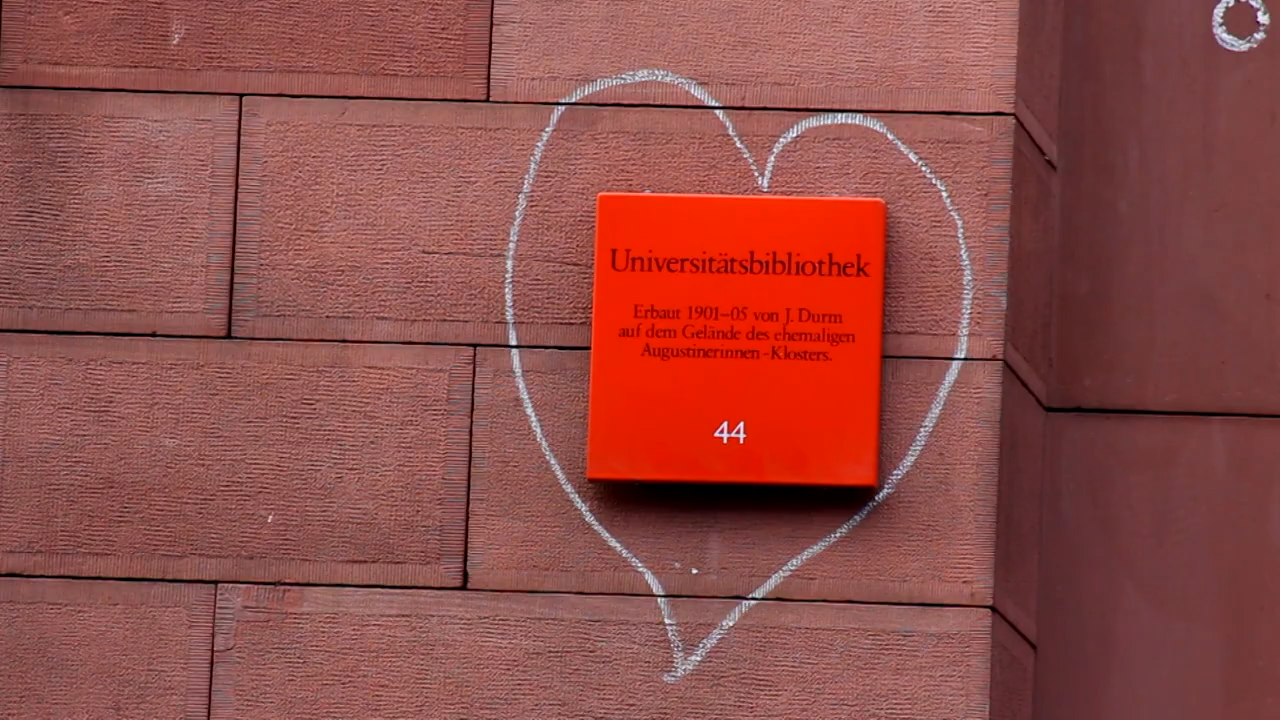 Universitätsbibliothek
Erbaut 1901–05 von J. Durm
auf dem Gelände des ehemaligen
Augustinerinnen-Klosters.
44